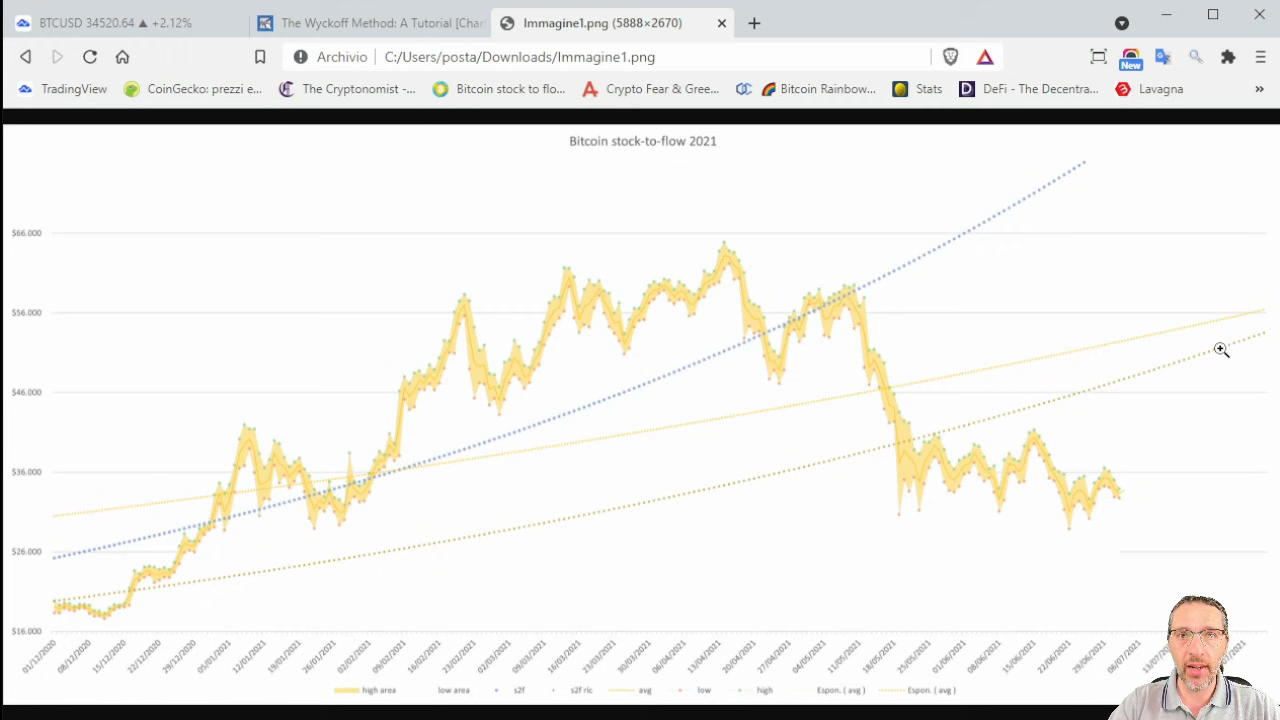 BTCUSD 34520.64 ▲ +2.12%
The Wyckoff Method: A Tutorial [Char
Immagine1.png (5888×2670)
Archivio
C:/Users/posta/Downloads/Immagine1.png
New
TradingView
CoinGecko prezzi e...
The Cryptonomist -...
Bitcoin stock to flo...
Crypto Fear & Gree...
Bitcoin Rainbow...
Stats
DeFi - The Decentra...
Lavagna
Bitcoin stock-to-flow 2021
$66.000
$56.000
$46.000
$36.000
$26.000
$16.000
01/12/2020
08/12/2020
15/12/2020
22/12/2020
29/12/2020
05/01/2021
12/01/2021
19/01/2021
26/01/2021
02/02/2021
09/02/2021
16/02/2021
23/02/2021
02/03/2021
09/03/2021
16/03/2021
23/03/2021
30/03/2021
06/04/2021
13/04/2021
20/04/2021
27/04/2021
04/05/2021
11/05/2021
18/05/2021
25/05/2021
01/06/2021
08/06/2021
15/06/2021
22/06/2021
29/06/2021
06/07/2021
high area
low area
s2f
s2f ric
avg
low
high
Espon. ( avg )
Espon. ( avg )